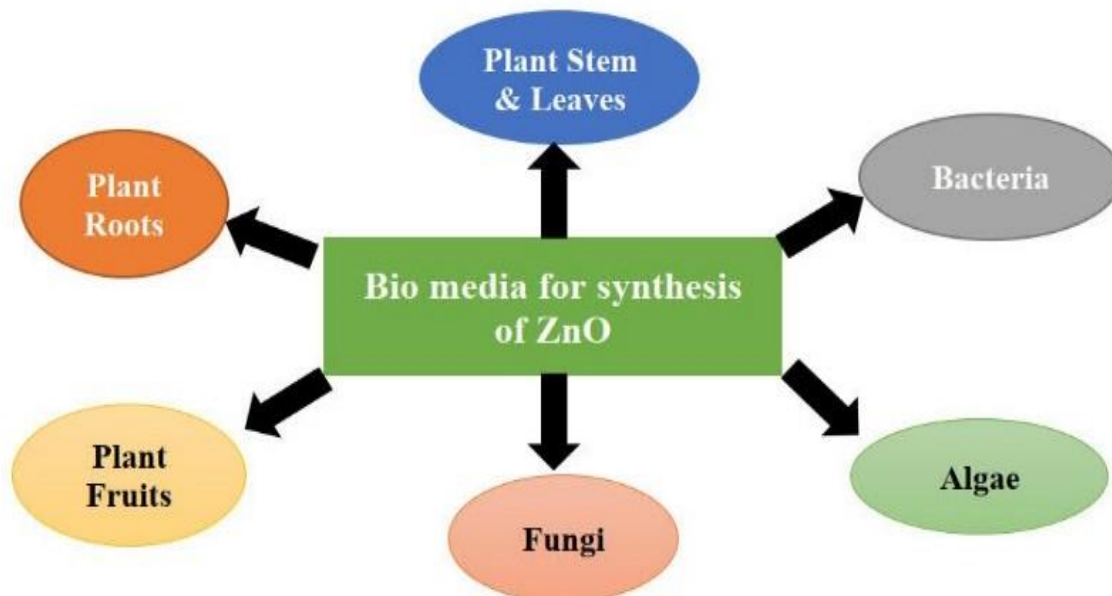 Plant Stem
& Leaves
Plant
Roots
Bacteria
Bio media for synthesis
of ZnO
Plant
Fruits
Fungi
Algae